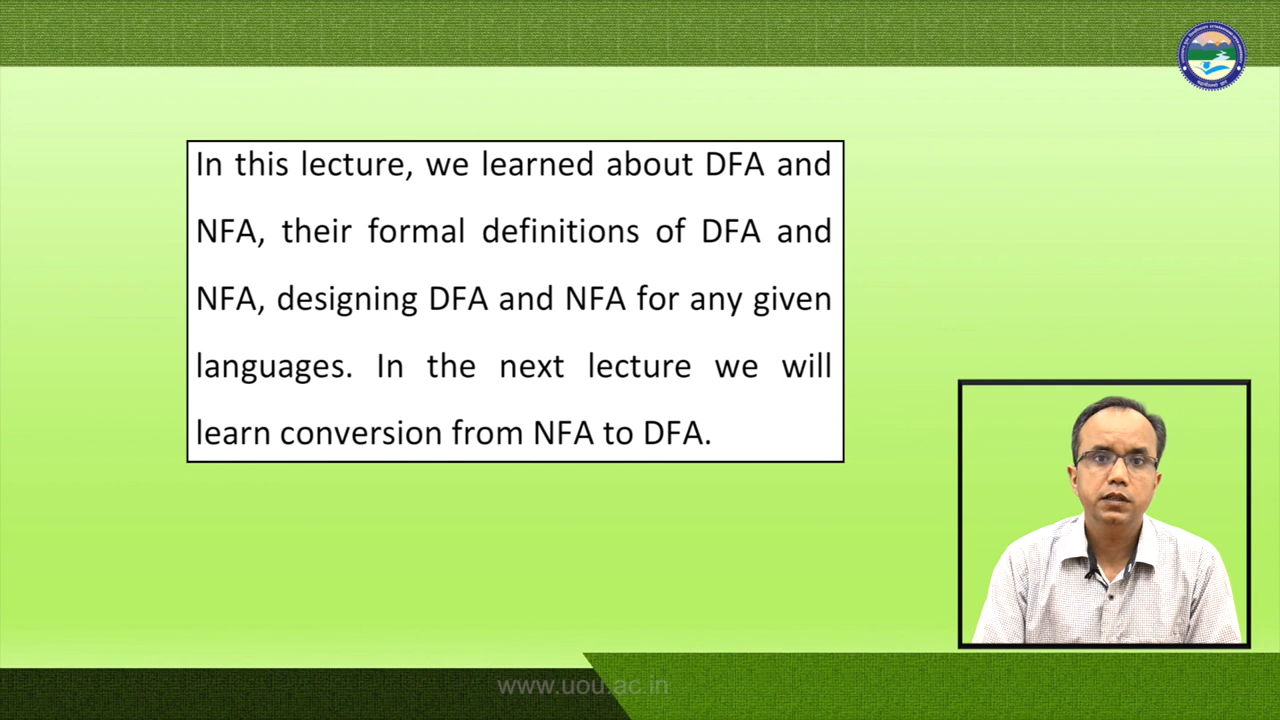 In this lecture, we learned about DFA and
NFA, their formal definitions of DFA and
NFA, designing DFA and NFA for any given
languages. In the next lecture we will
learn conversion from NFA to DFA.
www.uou.ac.in